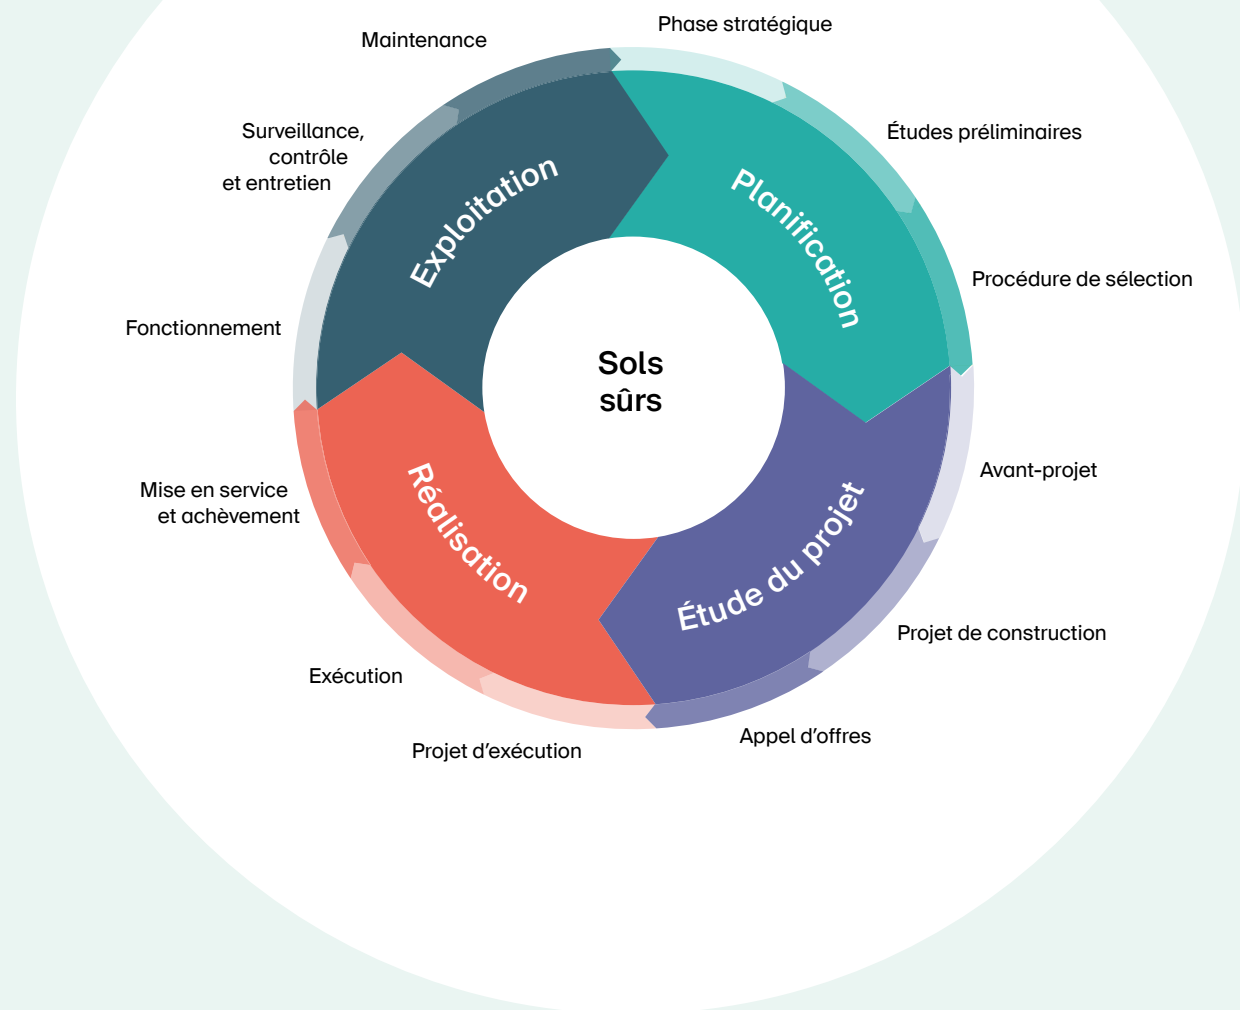 Phase stratégique
Maintenance
Études préliminaires
Surveillance,
contrôle
et entretien
Exploitation
Planification
Procédure de sélection
Fonctionnement
Sols
sûrs
Avant-projet
Mise en service
et achèvement
Réalisation
Étude du projet
Projet de construction
Exécution
Appel d’offres
Projet d’exécution